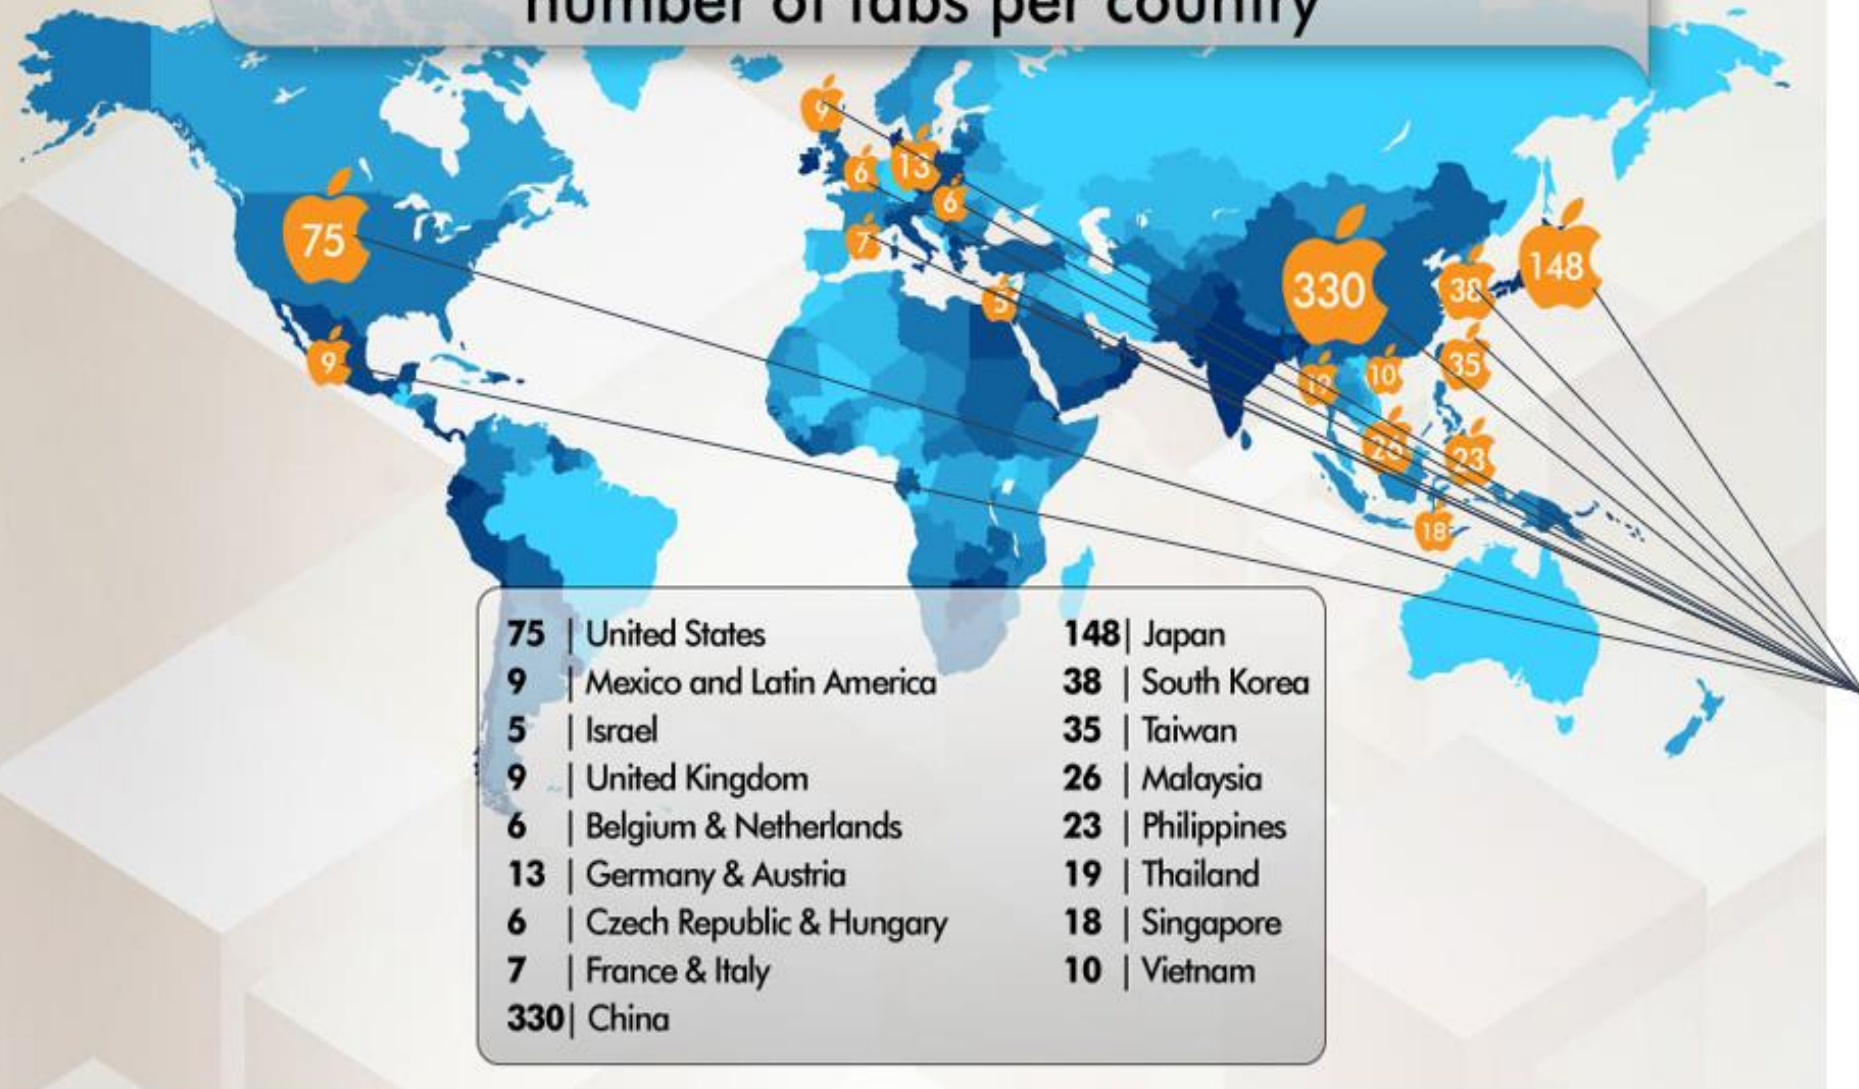 number of fabs per country
9
13
6
6
75
7
330
148
38
5
9
35
10
26
23
18
75 | United States
9 | Mexico and Latin America
5 | Israel
9 | United Kingdom
6 | Belgium & Netherlands
13 | Germany & Austria
6 | Czech Republic & Hungary
7 | France & Italy
330| China
148| Japan
38 | South Korea
35 | Taiwan
26 | Malaysia
23 | Philippines
19 | Thailand
18 | Singapore
10 | Vietnam